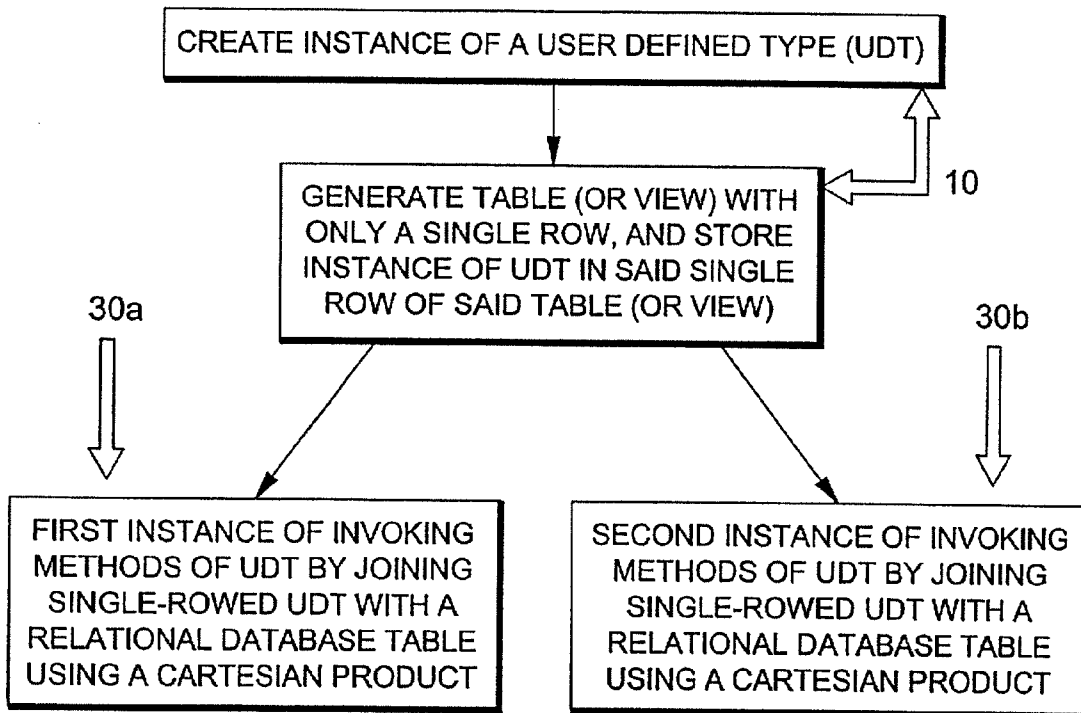 CREATE INSTANCE OF A USER DEFINED TYPE (UDT)
10
GENERATE TABLE (OR VIEW) WITH
ONLY A SINGLE ROW, AND STORE
INSTANCE OF UDT IN SAID SINGLE
ROW OF SAID TABLE (OR VIEW)
30a
30b
FIRST INSTANCE OF INVOKING
METHODS OF UDT BY JOINING
SINGLE-ROWED UDT WITH A
RELATIONAL DATABASE TABLE
USING A CARTESIAN PRODUCT
SECOND INSTANCE OF INVOKING
METHODS OF UDT BY JOINING
SINGLE-ROWED UDT WITH A
RELATIONAL DATABASE TABLE
USING A CARTESIAN PRODUCT